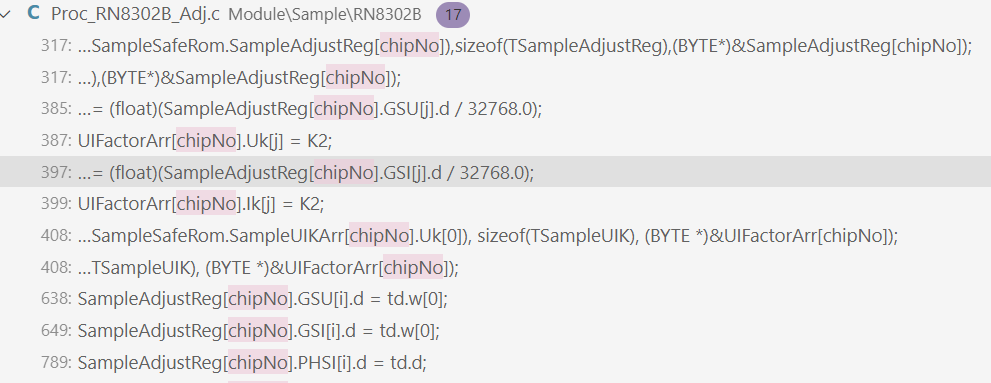 C Proc_RN8302B_Adj.c Module\Sample\RN8302B 17
317: ...SampleSafeRom.SampleAdjustReg[chipNo]),sizeof(TSampleAdjustReg),(BYTE*)&SampleAdjustReg[chipNo]);
317: ...),(BYTE*)&SampleAdjustReg[chipNo]);
385: ...= (float)(SampleAdjustReg[chipNo].GSU[j].d / 32768.0);
387: UIFactorArr[chipNo].Uk[j] = K2;
397: ...= (float)(SampleAdjustReg[chipNo].GSI[j].d / 32768.0);
399: UIFactorArr[chipNo].Ik[j] = K2;
408: ...SampleSafeRom.SampleUIKArr[chipNo].Uk[0]), sizeof(TSampleUIK), (BYTE *)&UIFactorArr[chipNo]);
408: ...TSampleUIK), (BYTE *)&UIFactorArr[chipNo]);
638: SampleAdjustReg[chipNo].GSU[i].d = td.w[0];
649: SampleAdjustReg[chipNo].GSI[i].d = td.w[0];
789: SampleAdjustReg[chipNo].PHSI[i].d = td.d;